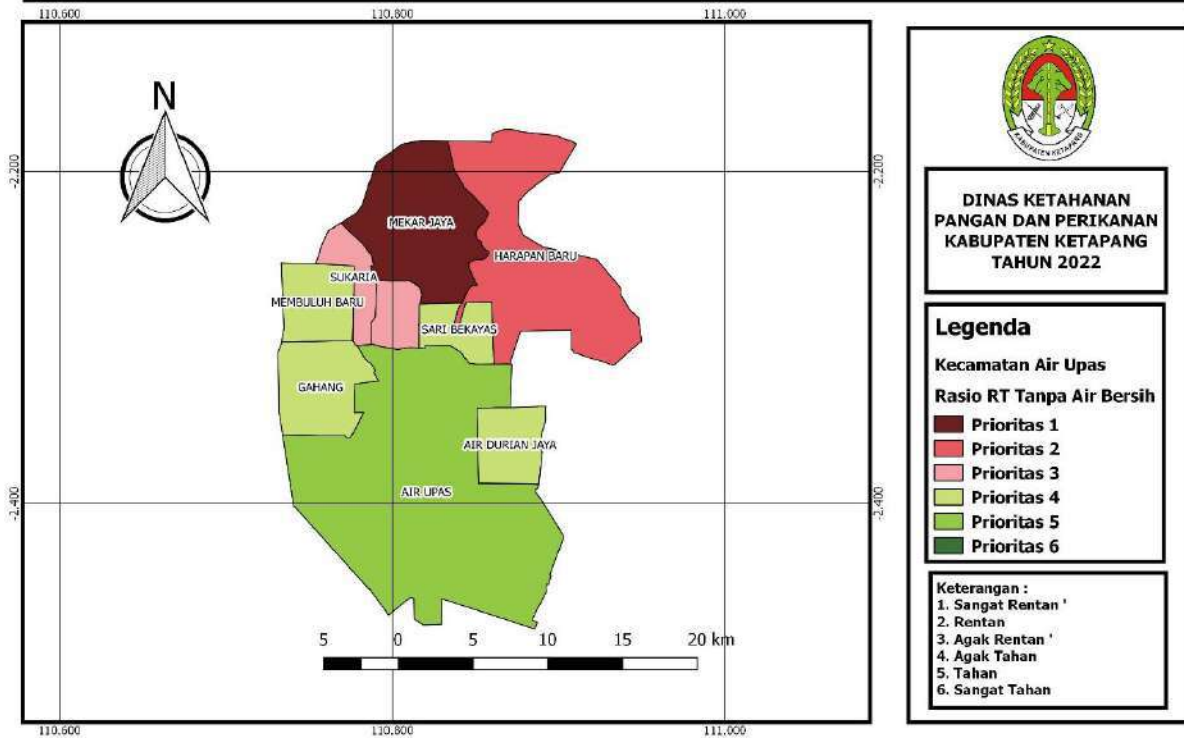 110.600 110.800 111.000
N
-2.200 -2.200
MEKAR JAYA
HARAPAN BARU
SUKARIA
MEMBULUH BARU
SARI BEKAYAS
GAHANG
AIR DURIAN JAYA
AIR UPAS
-2.400 -2.400
5 0 5 10 15 20 km
110.600 110.800 111.000
KABUPATEN KETAPANG
DINAS KETAHANAN
PANGAN DAN PERIKANAN
KABUPATEN KETAPANG
TAHUN 2022
Legenda
Kecamatan Air Upas
Rasio RT Tanpa Air Bersih
Prioritas 1
Prioritas 2
Prioritas 3
Prioritas 4
Prioritas 5
Prioritas 6
Keterangan :
1. Sangat Rentan '
2. Rentan
3. Agak Rentan '
4. Agak Tahan
5. Tahan
6. Sangat Tahan